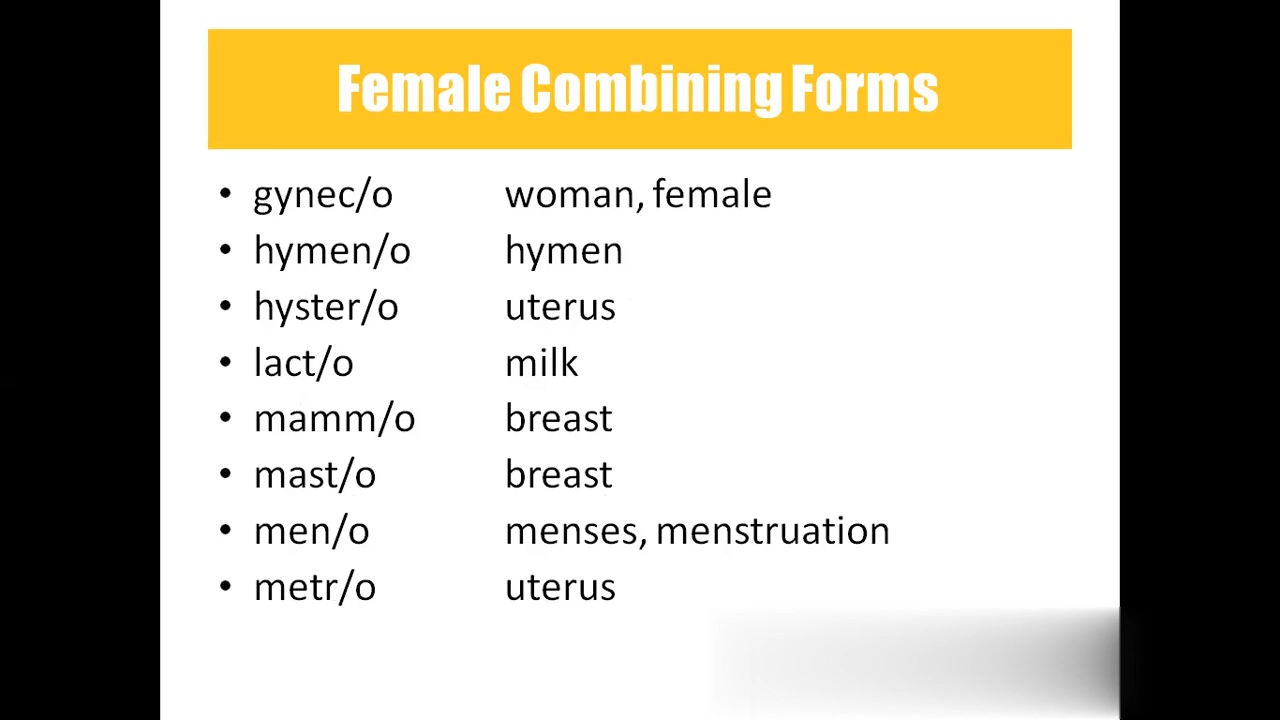 Female Combining Forms
• gynec/o woman, female
• hymen/o hymen
• hyster/o uterus
• lact/o milk
• mamm/o breast
• mast/o breast
• men/o menses, menstruation
• metr/o uterus